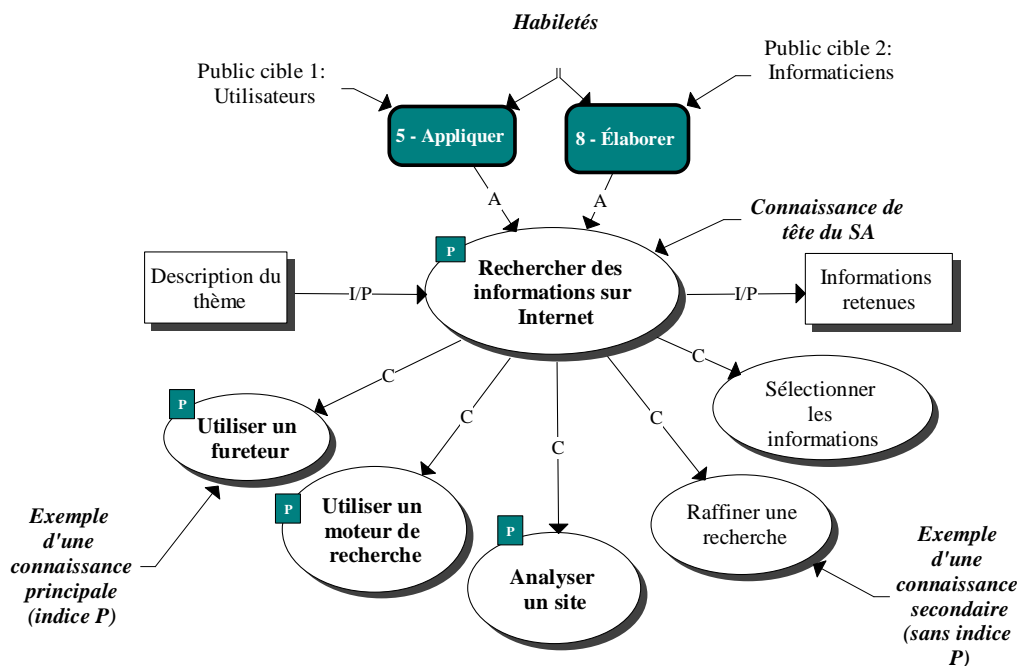 Habiletés
Public cible 1:
Utilisateurs
Public cible 2:
Informaticiens
5 - Appliquer
8 - Élaborer
A
A
Connaissance de
tête du SA
P
Rechercher des
informations sur
Internet
Description du
thème
I/P
I/P
Informations
retenues
C
C
C
C
C
Sélectionner
les
informations
P
Utiliser un
fureteur
P
Utiliser un
moteur de
recherche
P
Analyser
un site
Raffiner une
recherche
Exemple
d'une
connaissance
principale
(indice P)
Exemple
d'une
connaissance
secondaire
(sans indice
P)